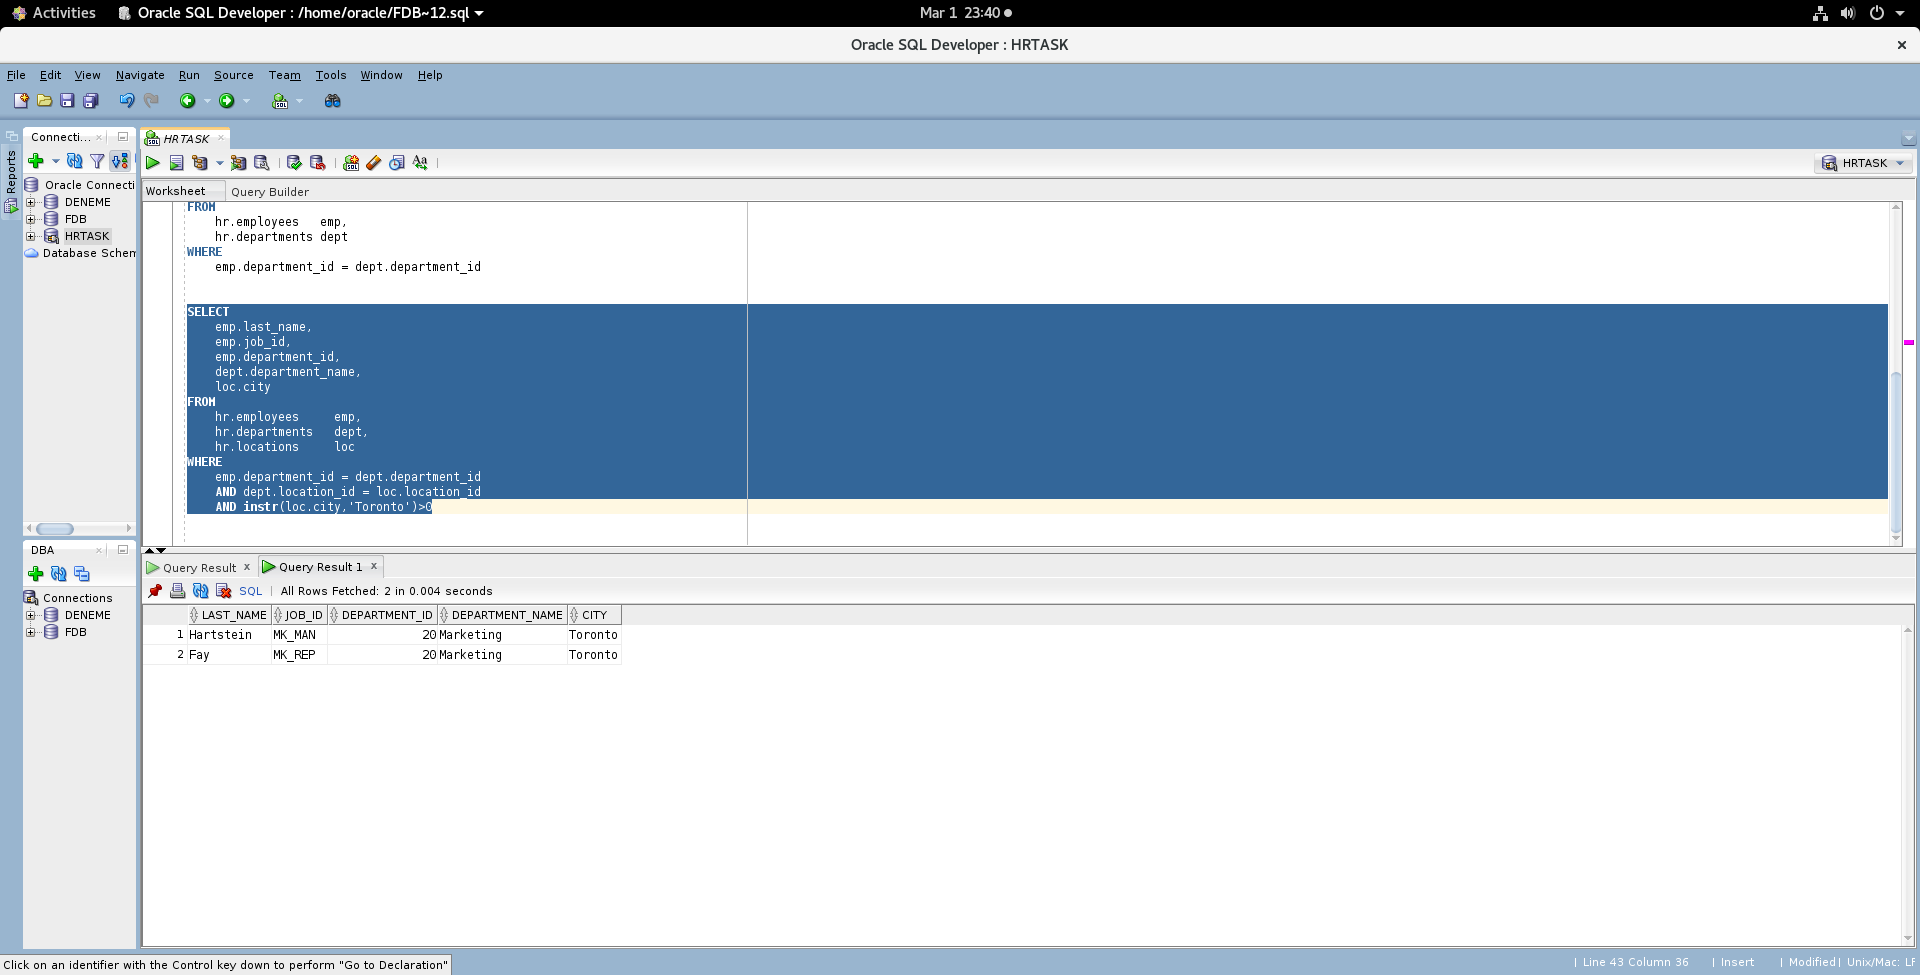 Activities Oracle SQL Developer : /home/oracle/FDB~12.sql Mar 1 23:40
Oracle SQL Developer : HRTASK
File Edit View Navigate Run Source Team Tools Window Help
Reports
Connecti...
Oracle Connecti
DENEME
FDB
HRTASK
Database Schem
DBA
Connections
DENEME
FDB
HRTASK
HRTASK
Worksheet Query Builder
FROM
hr.employees emp,
hr.departments dept
WHERE
emp.department_id = dept.department_id
SELECT
emp.last_name,
emp.job_id,
emp.department_id,
dept.department_name,
loc.city
FROM
hr.employees emp,
hr.departments dept,
hr.locations loc
WHERE
emp.department_id = dept.department_id
AND dept.location_id = loc.location_id
AND instr(loc.city,'Toronto')>0
Query Result x Query Result 1 x
SQL | All Rows Fetched: 2 in 0.004 seconds
LAST_NAME JOB_ID DEPARTMENT_ID DEPARTMENT_NAME CITY
1 Hartstein MK_MAN 20 Marketing Toronto
2 Fay MK_REP 20 Marketing Toronto
Click on an identifier with the Control key down to perform "Go to Declaration"
| Line 43 Column 36 | Insert | Modified | Unix/Mac: LF